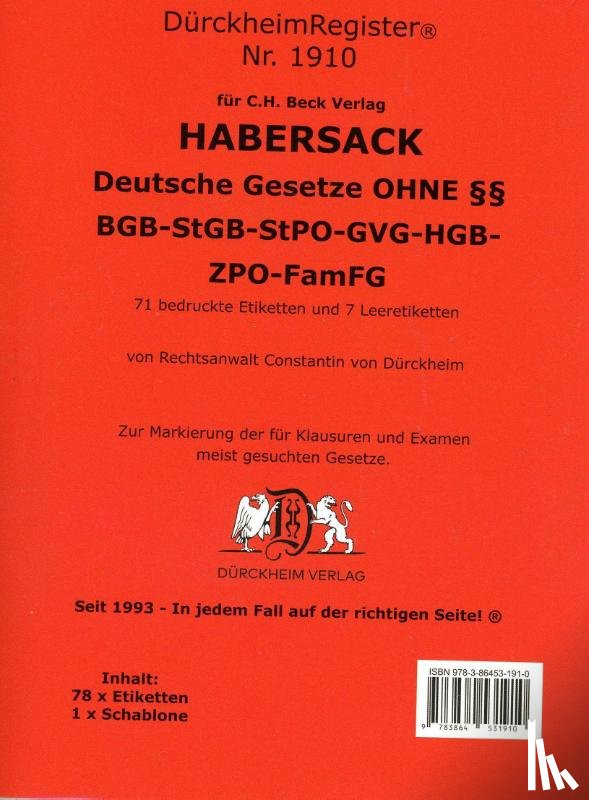 DürckheimRegister®
Nr. 1910
für C.H. Beck Verlag
HABERSACK
Deutsche Gesetze OHNE §§
BGB-StGB-StPO-GVG-HGB-
ZPO-FamFG
71 bedruckte Etiketten und 7 Leeretiketten
von Rechtsanwalt Constantin von Dürckheim
Zur Markierung der für Klausuren und Examen
meist gesuchten Gesetze.
D
DÜRCKHEIM VERLAG
Seit 1993 - In jedem Fall auf der richtigen Seite! ®
Inhalt:
78 x Etiketten
1 x Schablone
ISBN 978-3-86453-191-0
9 783864 531910